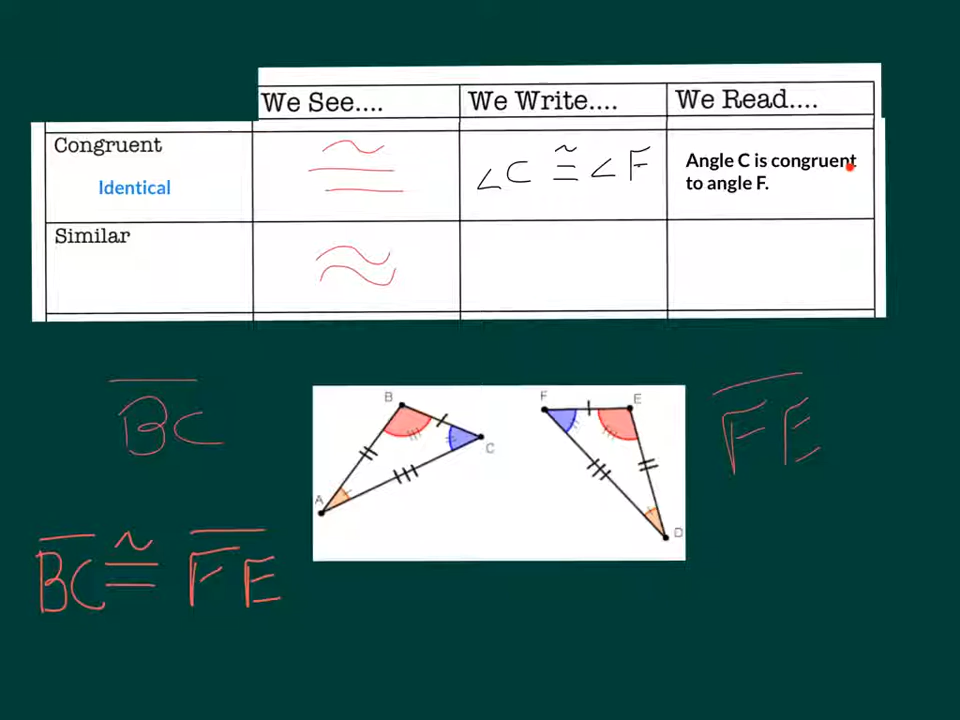 We See.... We Write.... We Read....
Congruent ≅ ∠C ≅ ∠F Angle C is congruent
Identical to angle F.
Similar ≈
BC
B C A
F E D
FE
BC ≅ FE